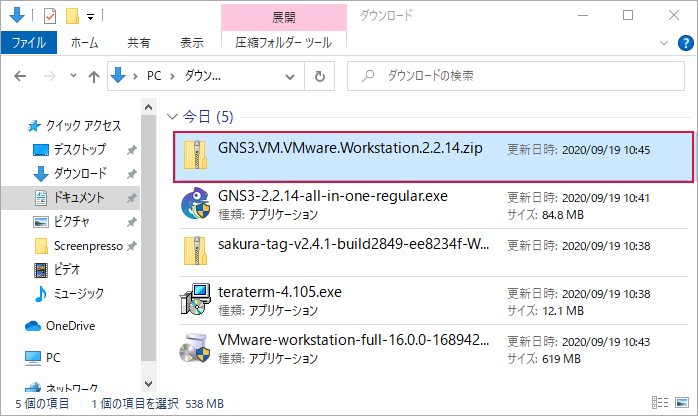 展開
ダウンロード
ファイル
ホーム
共有
表示
圧縮フォルダー ツール
PC
ダウン...
ダウンロードの検索
クイック アクセス
デスクトップ
ダウンロード
ドキュメント
ピクチャ
Screenpresso
ビデオ
ミュージック
OneDrive
PC
ネットワーク
今日 (5)
GNS3.VM.VMware.Workstation.2.2.14.zip
更新日時: 2020/09/19 10:45
GNS3-2.2.14-all-in-one-regular.exe
更新日時: 2020/09/19 10:41
種類: アプリケーション
サイズ: 84.8 MB
sakura-tag-v2.4.1-build2849-ee8234f-W...
更新日時: 2020/09/19 10:38
teraterm-4.105.exe
更新日時: 2020/09/19 10:38
種類: アプリケーション
サイズ: 12.1 MB
VMware-workstation-full-16.0.0-168942...
更新日時: 2020/09/19 10:43
種類: アプリケーション
サイズ: 619 MB
5 個の項目
1 個の項目を選択 538 MB